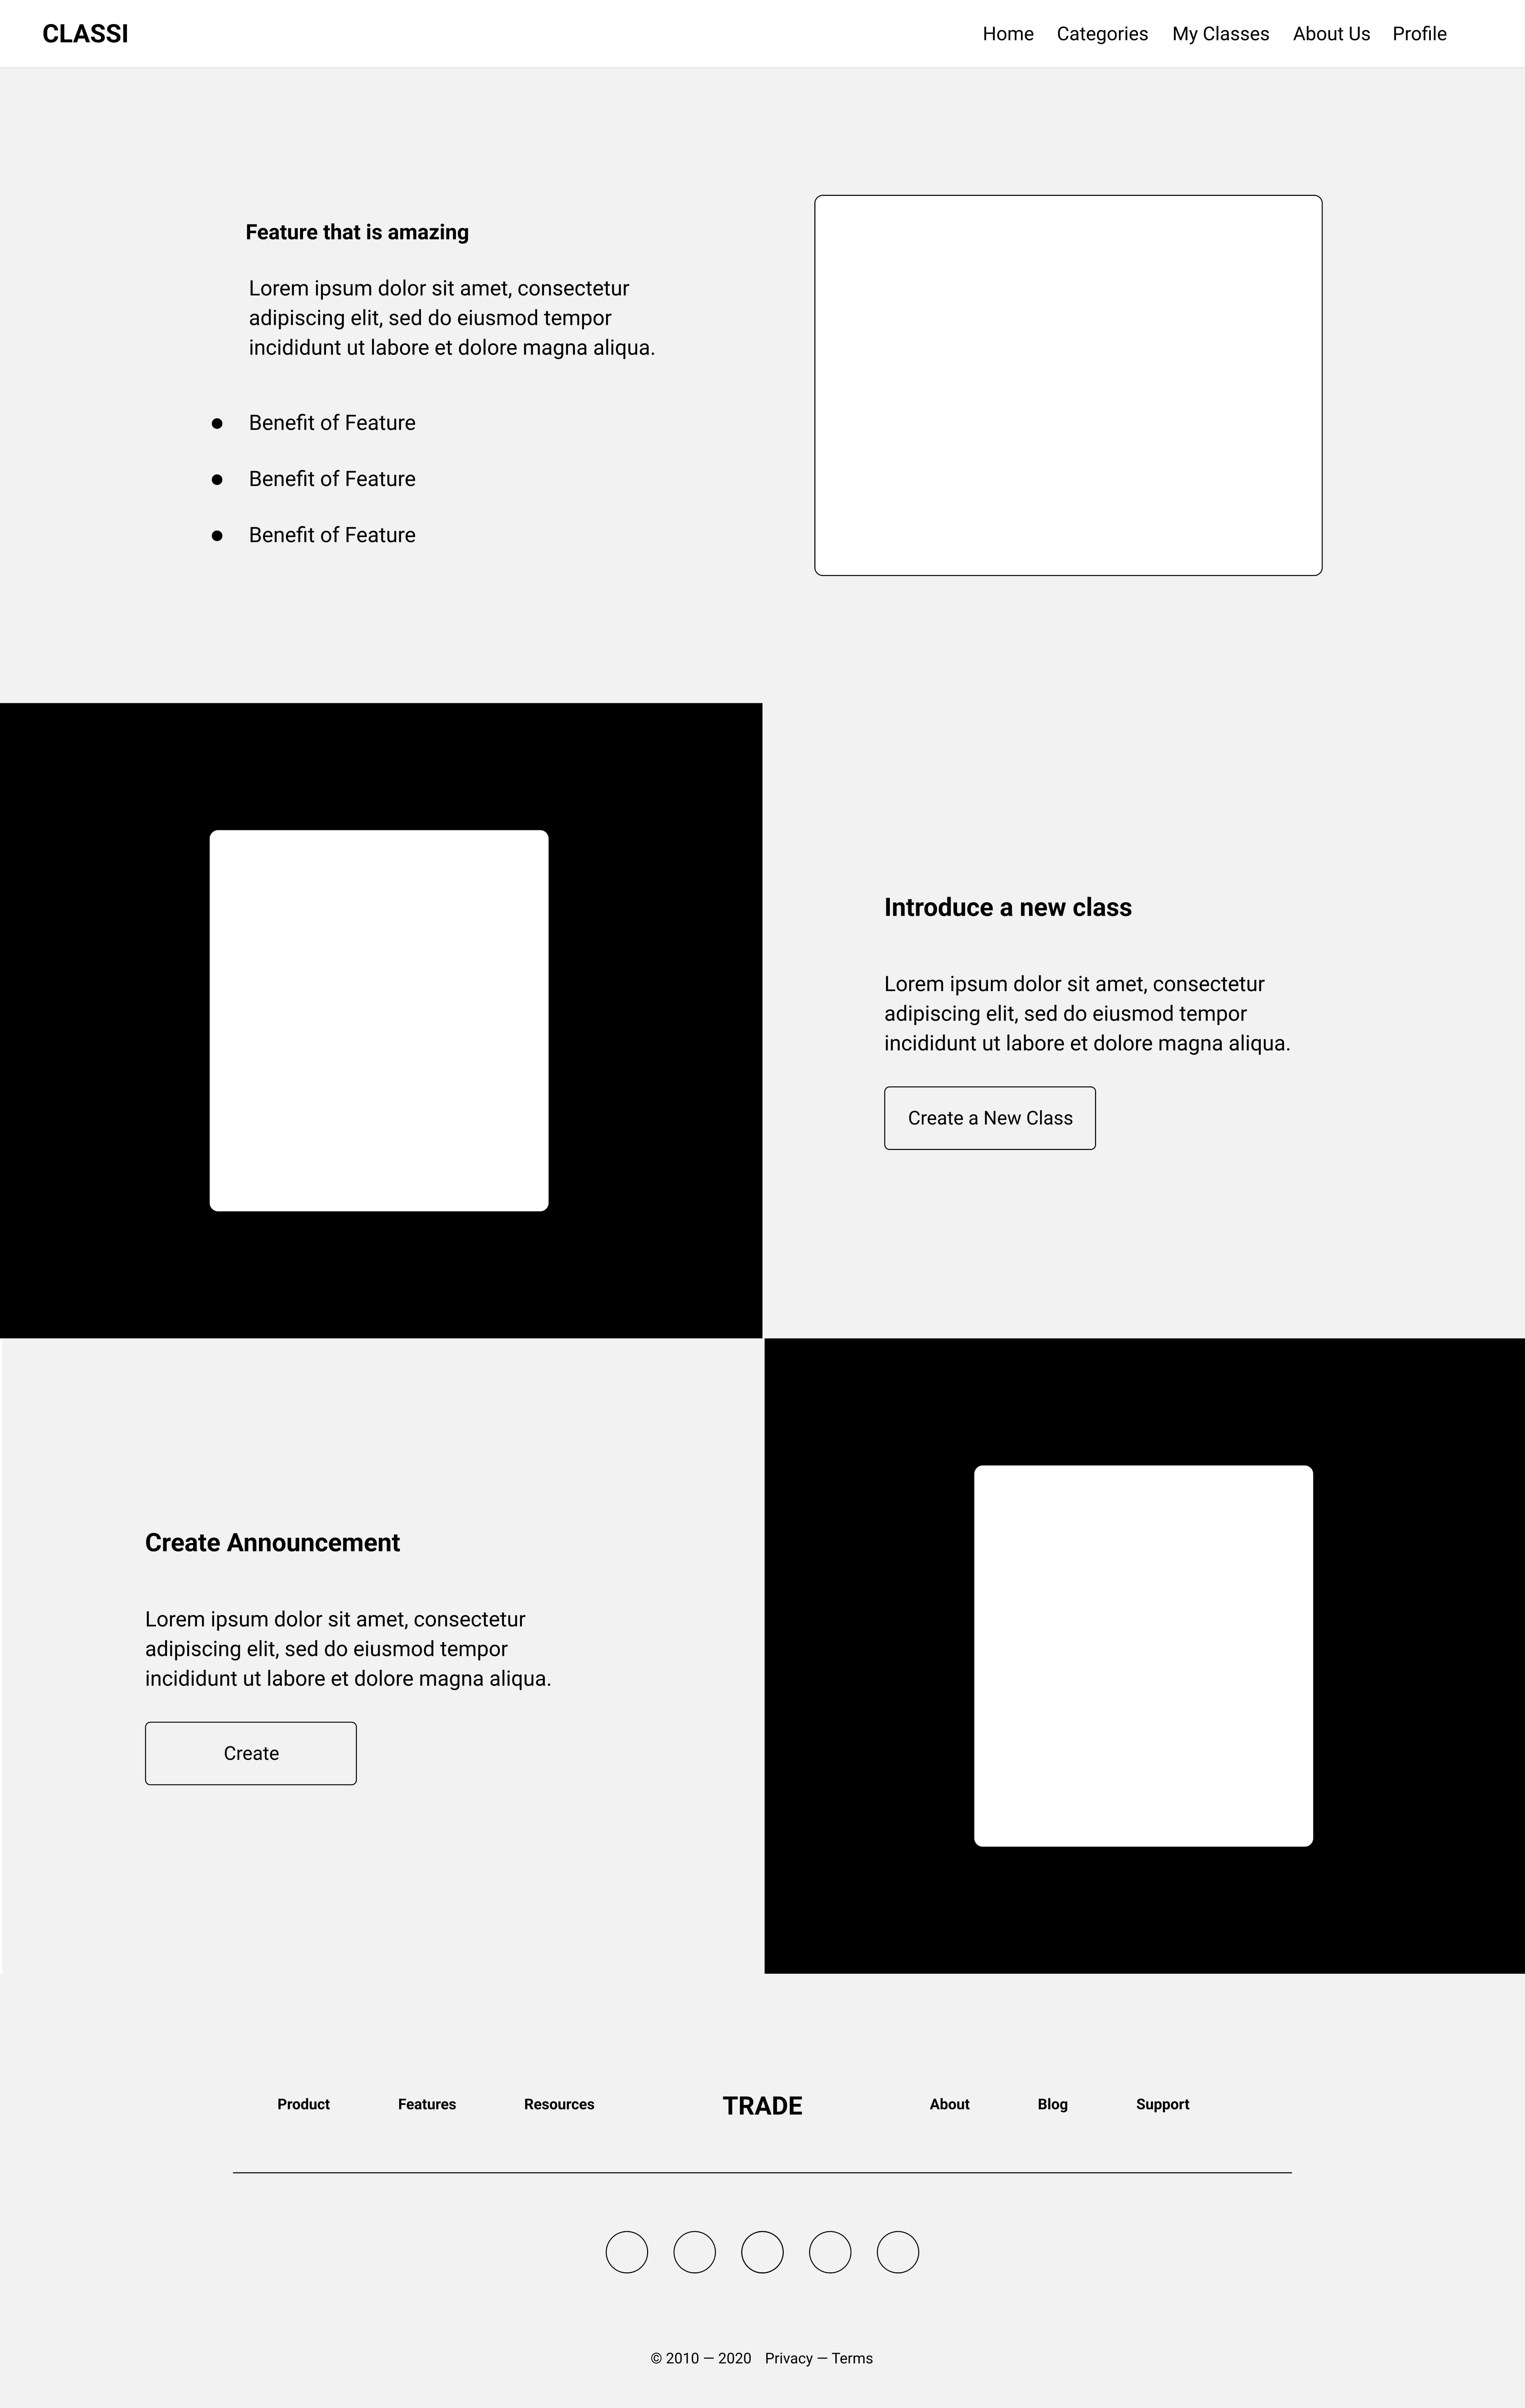 CLASSI
Home Categories My Classes About Us Profile
Feature that is amazing
Lorem ipsum dolor sit amet, consectetur
adipiscing elit, sed do eiusmod tempor
incididunt ut labore et dolore magna aliqua.
Benefit of Feature
Benefit of Feature
Benefit of Feature
Introduce a new class
Lorem ipsum dolor sit amet, consectetur
adipiscing elit, sed do eiusmod tempor
incididunt ut labore et dolore magna aliqua.
Create a New Class
Create Announcement
Lorem ipsum dolor sit amet, consectetur
adipiscing elit, sed do eiusmod tempor
incididunt ut labore et dolore magna aliqua.
Create
Product Features Resources TRADE About Blog Support
© 2010 — 2020 Privacy — Terms